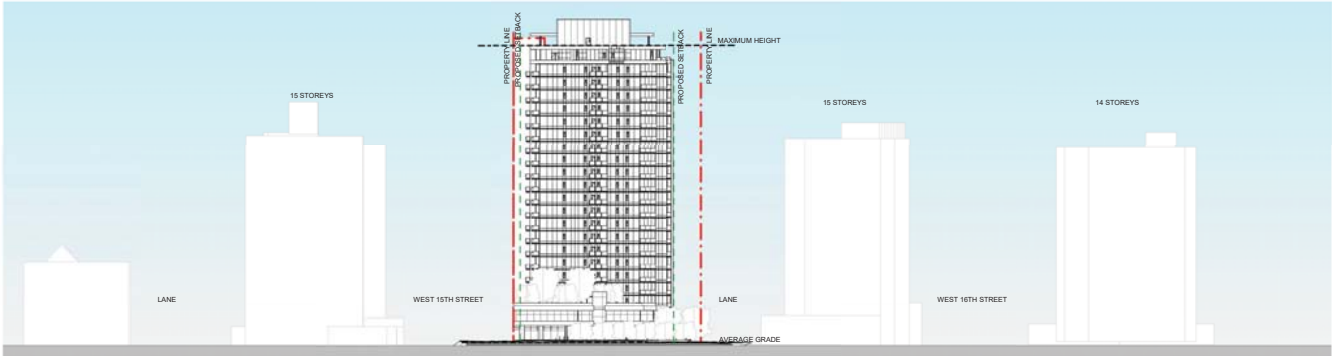 PROPERTY LINE
PROPOSED SETBACK
MAXIMUM HEIGHT
PROPOSED SETBACK
PROPERTY LINE
15 STOREYS
15 STOREYS
14 STOREYS
LANE
WEST 15TH STREET
LANE
WEST 16TH STREET
AVERAGE GRADE